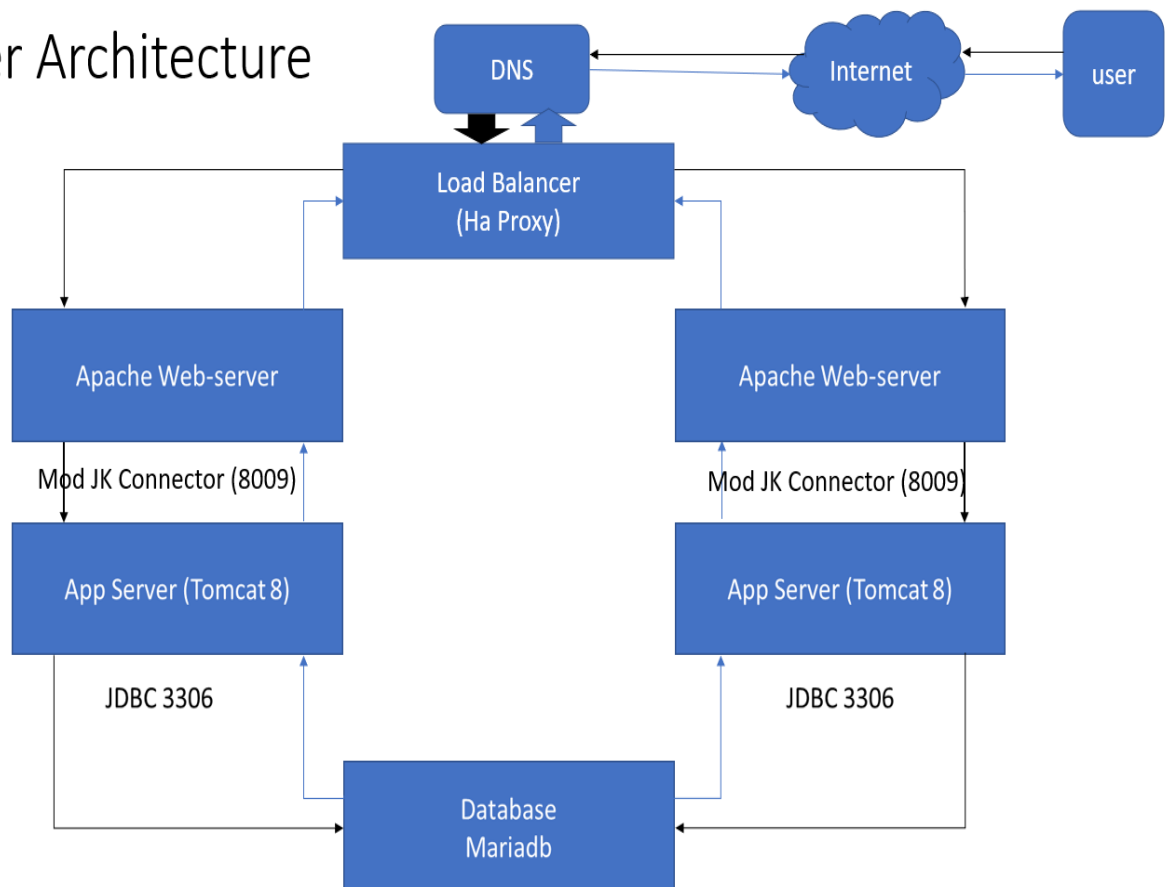 er Architecture
DNS
Internet
user
Load Balancer
(Ha Proxy)
Apache Web-server
Apache Web-server
Mod JK Connector (8009)
Mod JK Connector (8009)
App Server (Tomcat 8)
App Server (Tomcat 8)
JDBC 3306
JDBC 3306
Database
Mariadb